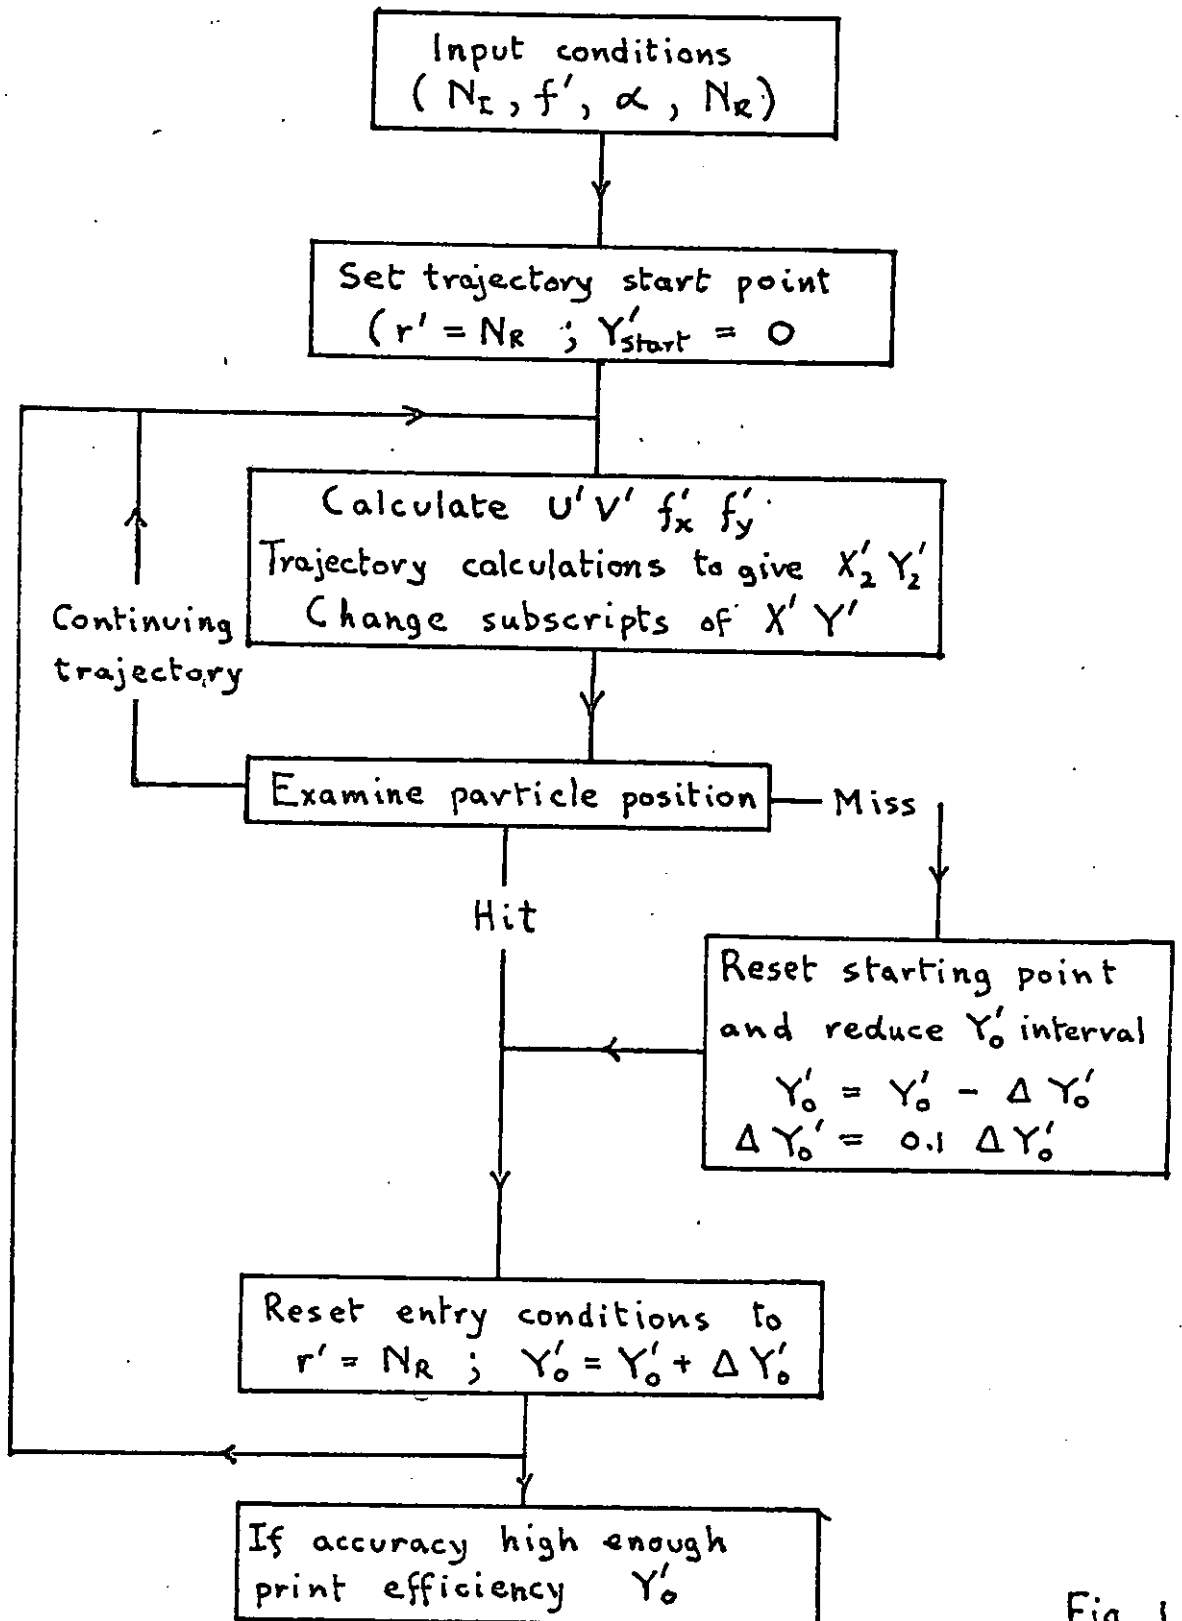 Input conditions
( N_I , f' , α , N_R )
Set trajectory start point
( r' = N_R ; Y'_start = 0
Calculate U' V' f'_x f'_y
Trajectory calculations to give X'_2 Y'_2
Change subscripts of X' Y'
Continuing
trajectory
Examine particle position
Miss
Hit
Reset starting point
and reduce Y'_0 interval
Y'_0 = Y'_0 - Δ Y'_0
Δ Y'_0 = 0.1 Δ Y'_0
Reset entry conditions to
r' = N_R ; Y'_0 = Y'_0 + Δ Y'_0
If accuracy high enough
print efficiency Y'_0
Fig. 1